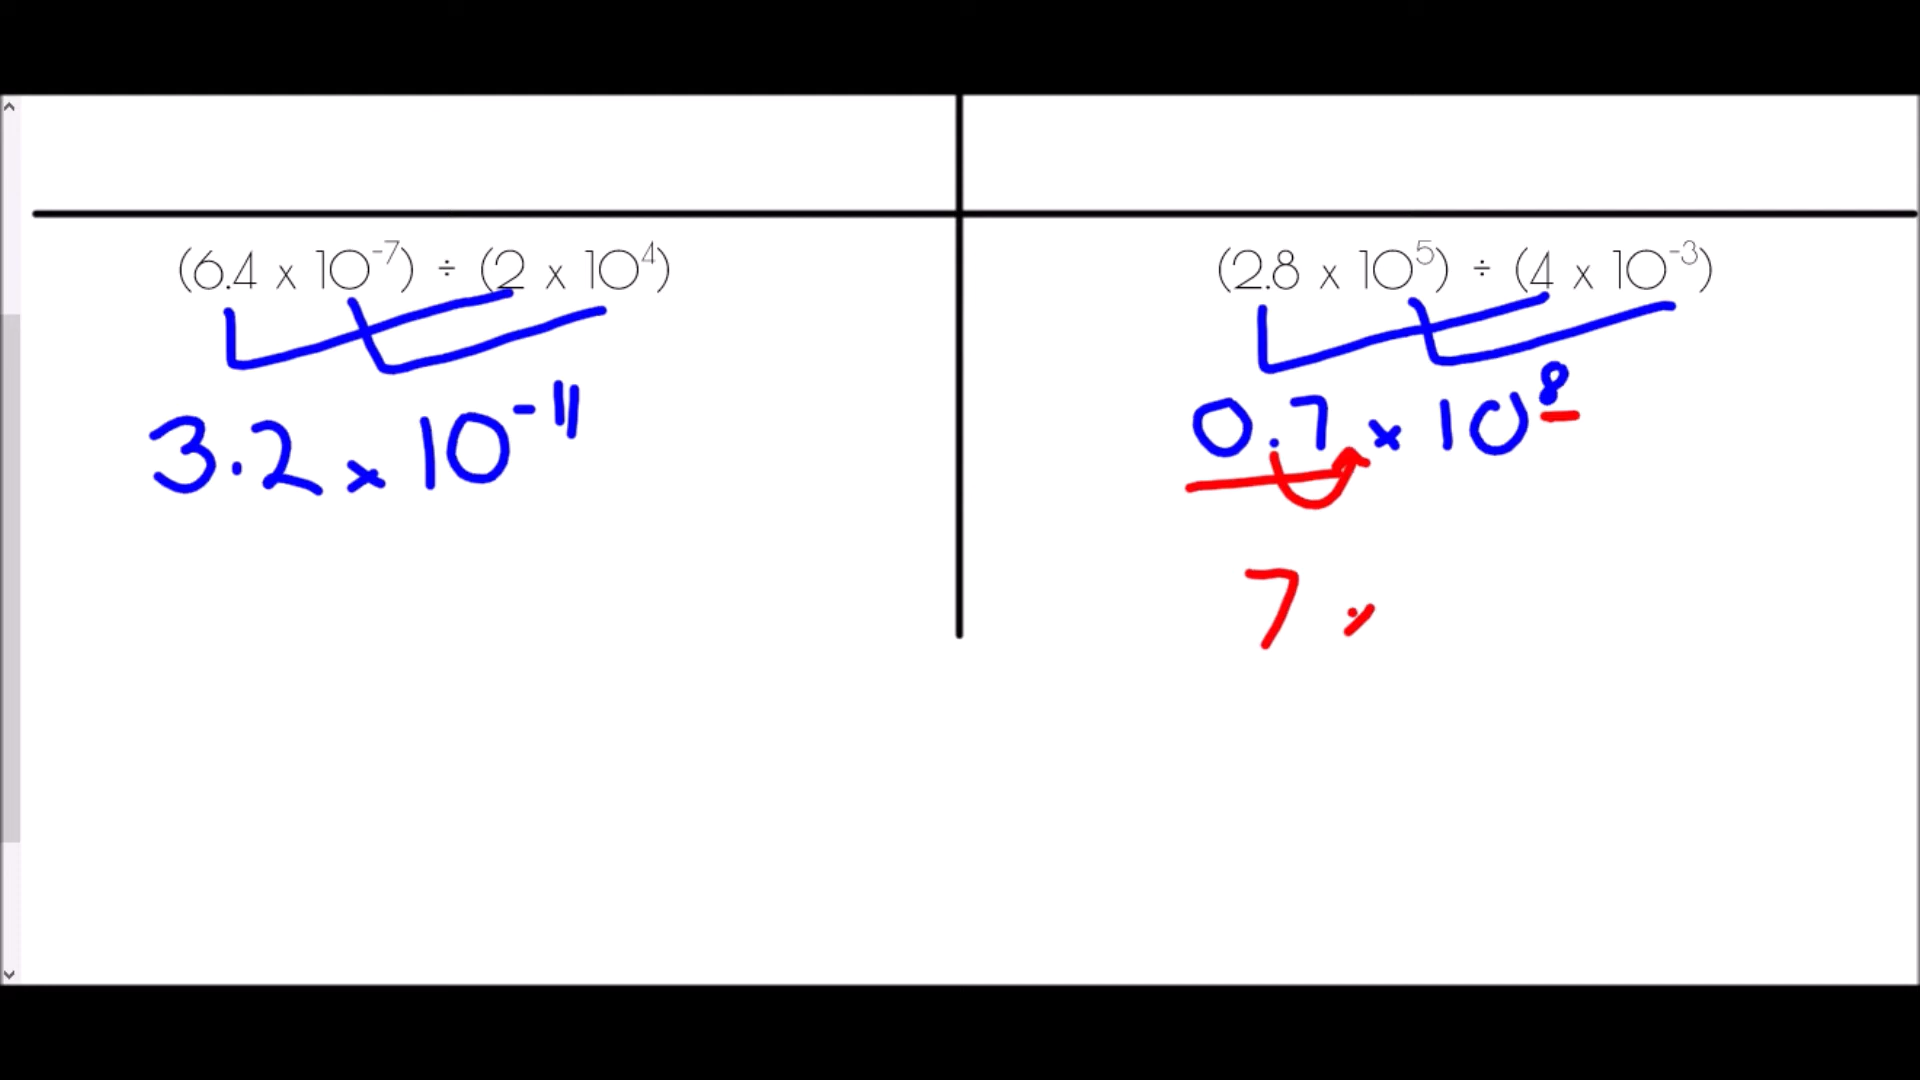 (6.4 x 10⁻⁷) ÷ (2 x 10⁴)
3.2 x 10⁻¹¹
(2.8 x 10⁵) ÷ (4 x 10⁻³)
0.7 x 10⁸
7